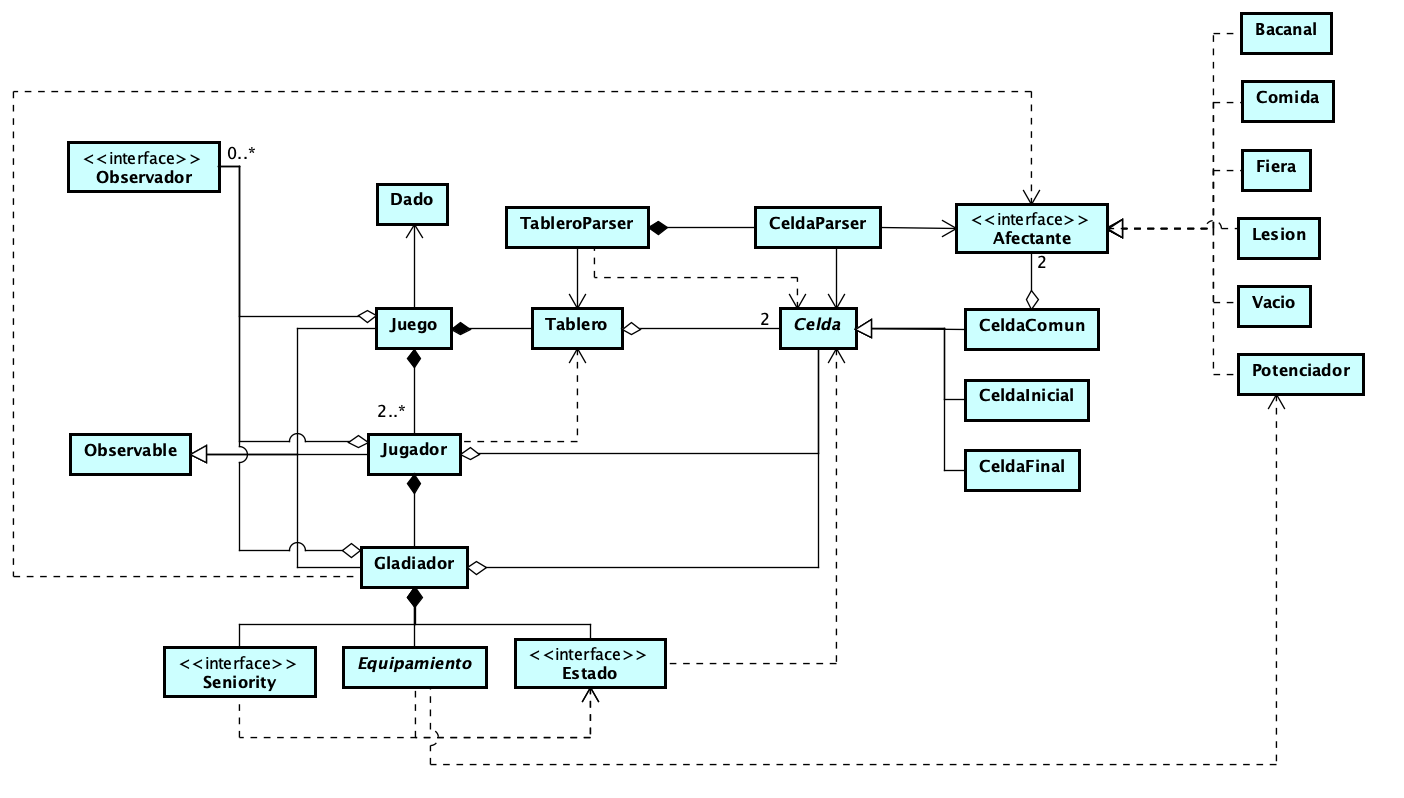 Bacanal
Comida
<<interface>>
Observador
0..*
Fiera
Dado
TableroParser
CeldaParser
<<interface>>
Afectante
Lesion
2
Vacio
Juego
Tablero
2
Celda
CeldaComun
Potenciador
CeldaInicial
2..*
Observable
Jugador
CeldaFinal
Gladiador
<<interface>>
Seniority
Equipamiento
<<interface>>
Estado